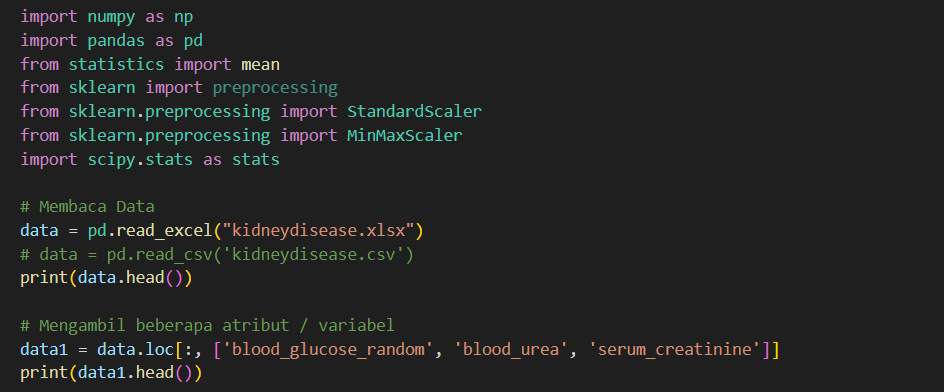 import numpy as np
import pandas as pd
from statistics import mean
from sklearn import preprocessing
from sklearn.preprocessing import StandardScaler
from sklearn.preprocessing import MinMaxScaler
import scipy.stats as stats
# Membaca Data
data = pd.read_excel("kidneydisease.xlsx")
# data = pd.read_csv('kidneydisease.csv')
print(data.head())
# Mengambil beberapa atribut / variabel
data1 = data.loc[:, ['blood_glucose_random', 'blood_urea', 'serum_creatinine']]
print(data1.head())